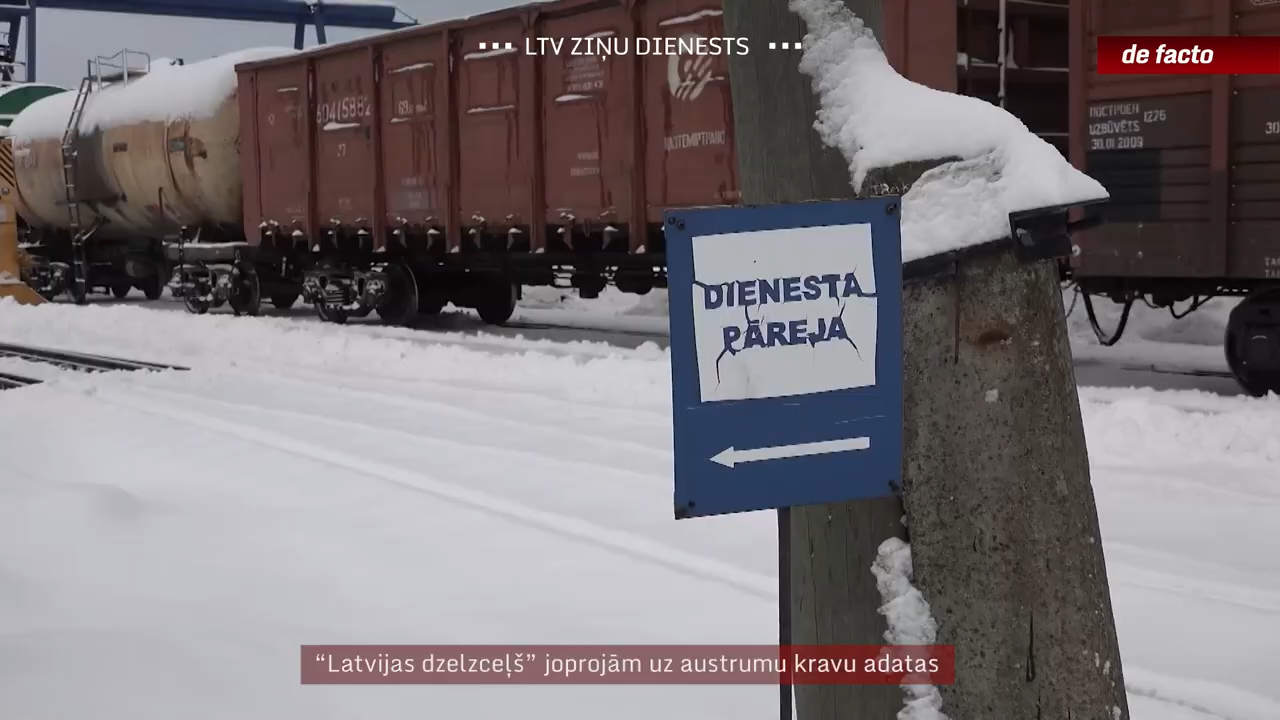 LTV ZIŅU DIENESTS
de facto
ПОСТРОЕН
UZBŪVĒTS
1276
30.01.2009
DIENESTA
PĀREJA
“Latvijas dzelzceļš” joprojām uz austrumu kravu adatas